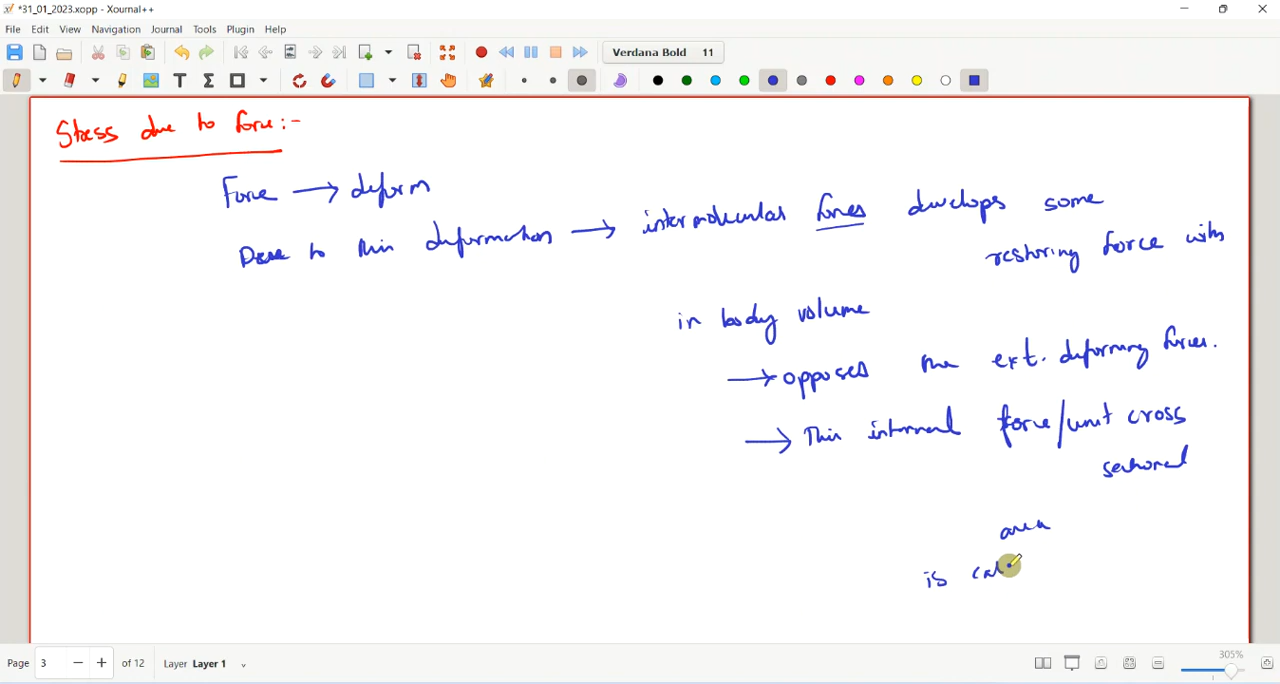 *31_01_2023.xopp - Xournal++
File Edit View Navigation Journal Tools Plugin Help
Verdana Bold 11
Stress due to force:-
Force → deform
Due to this deformation → intermolecular forces develops some
restoring force with
in body volume
→ opposes the ext. deforming forces.
→ This internal force/unit cross
sectional
area
is cal
Page 3 − + of 12 Layer Layer 1
305%